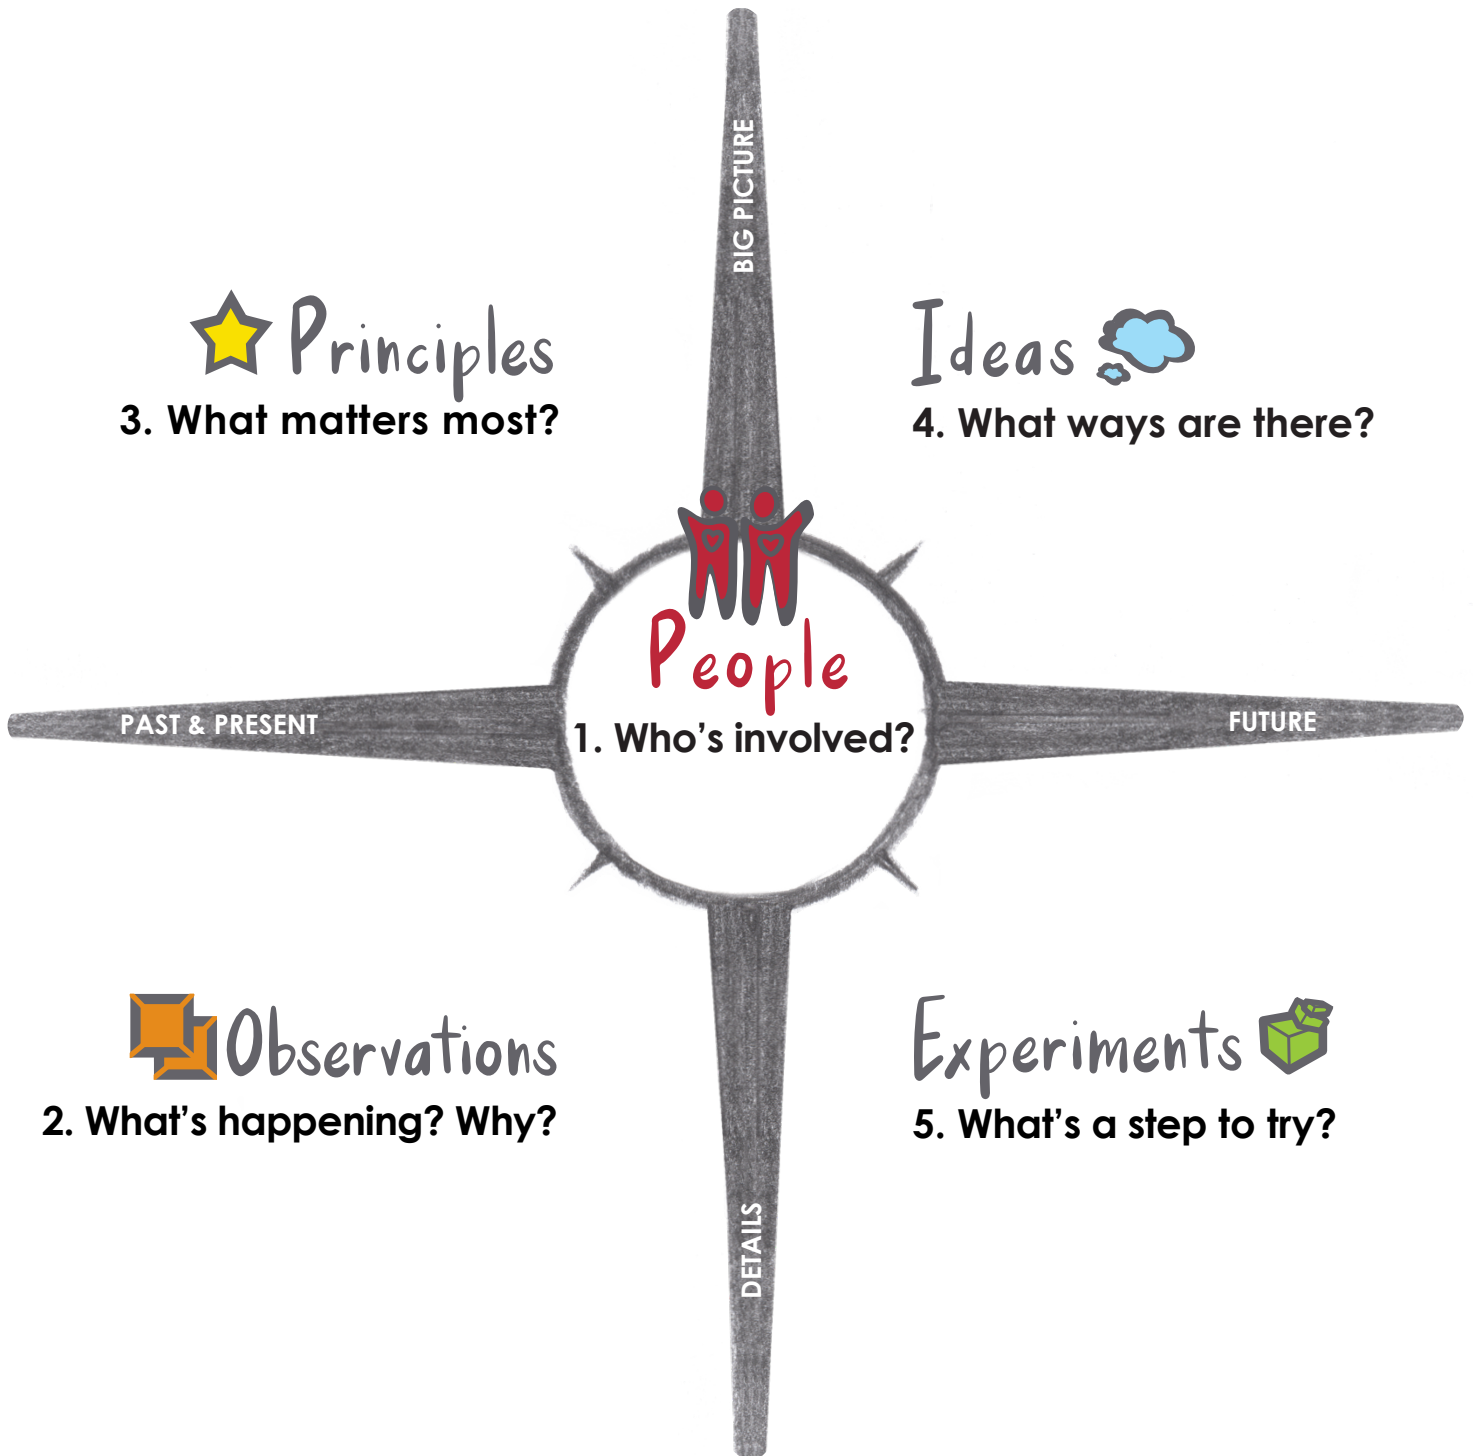 BIG PICTURE
Principles
3. What matters most?
Ideas
4. What ways are there?
People
1. Who's involved?
PAST & PRESENT
FUTURE
Observations
2. What's happening? Why?
Experiments
5. What's a step to try?
DETAILS